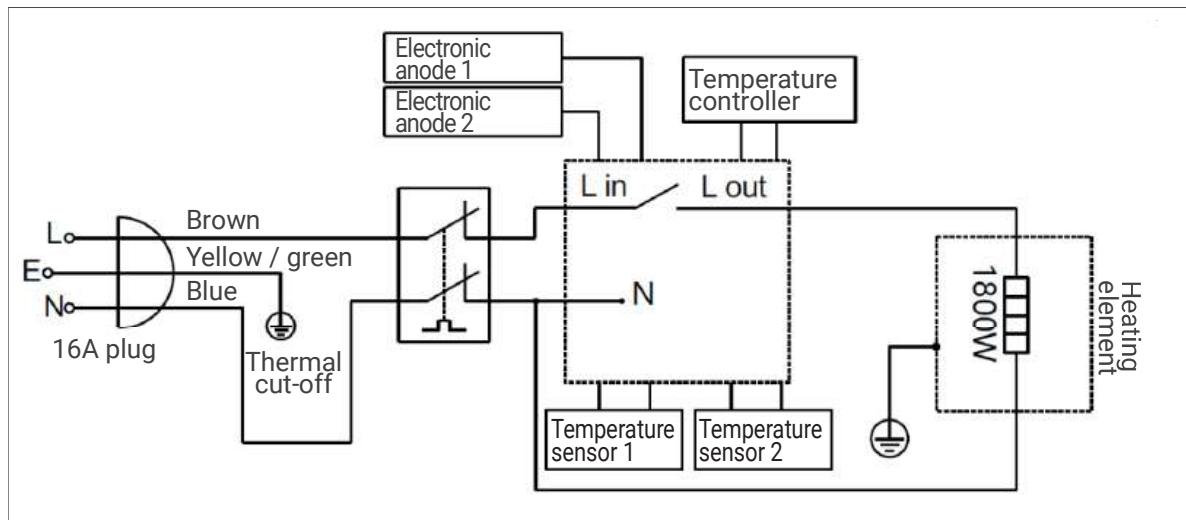 Electronic
anode 1
Electronic
anode 2
Temperature
controller
L in
L out
L
Brown
E
Yellow / green
N
Blue
16A plug
Thermal
cut-off
N
1800W
Heating
element
Temperature
sensor 1
Temperature
sensor 2